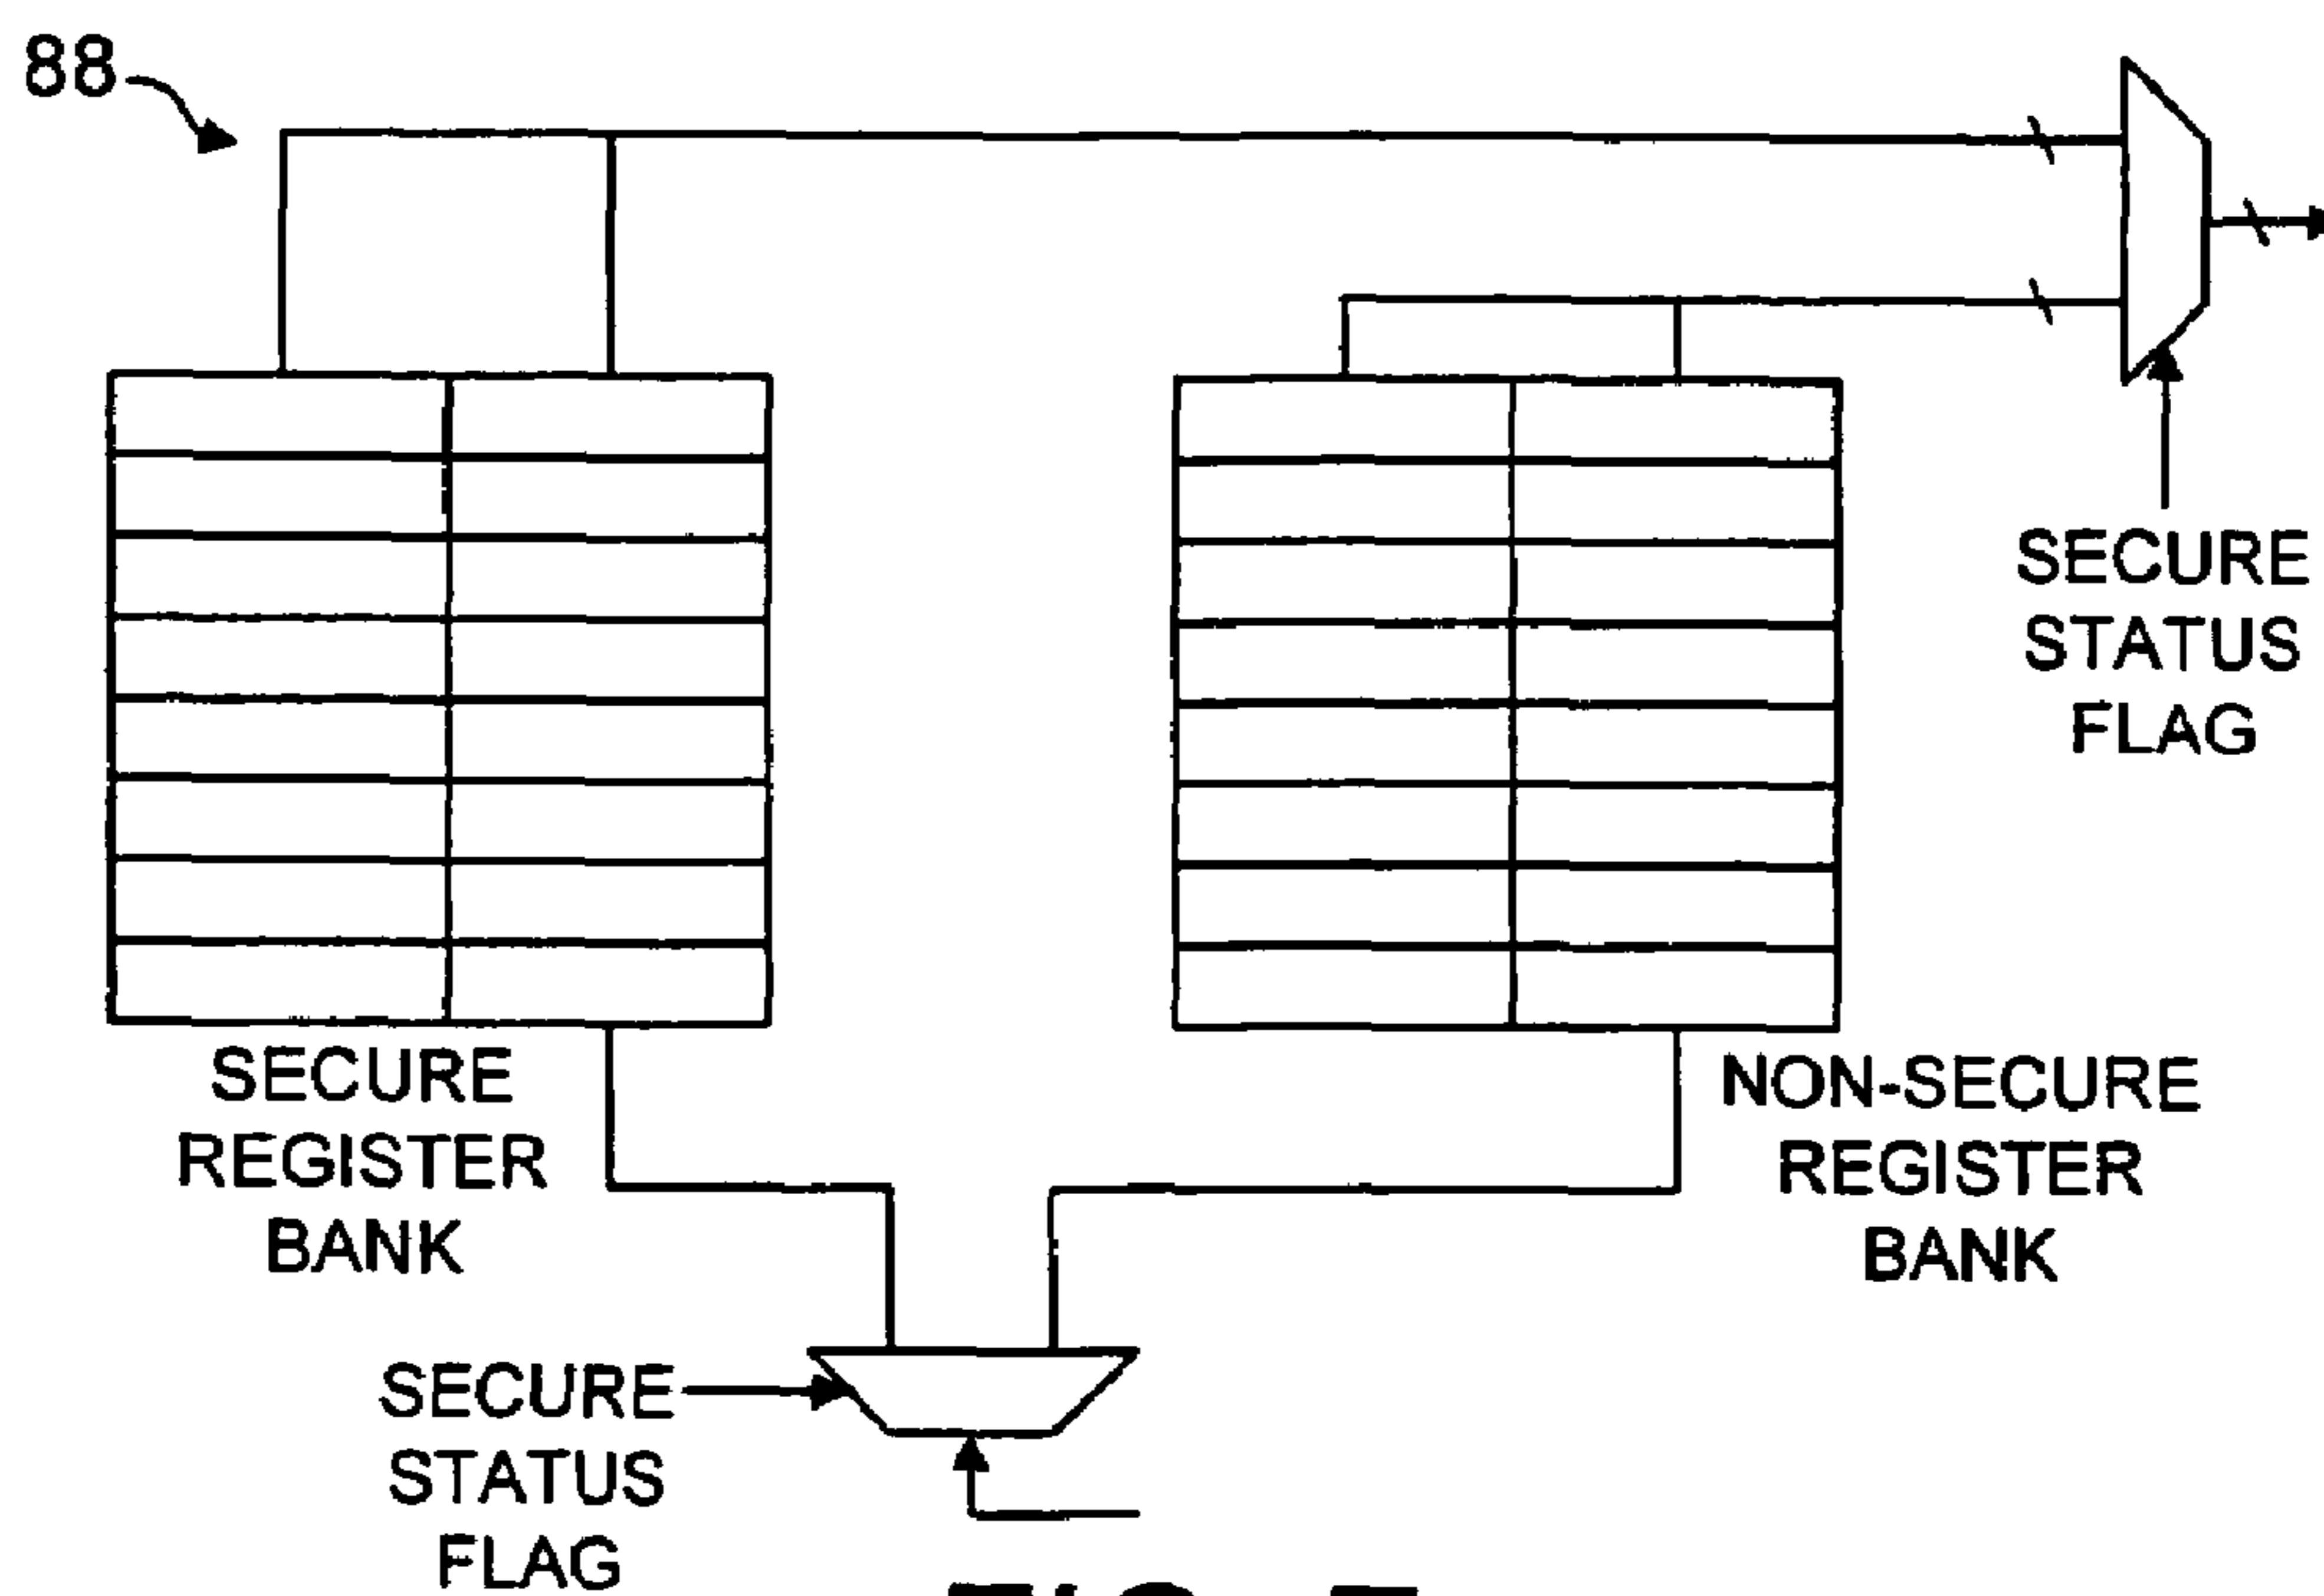 88
SECURE
STATUS
FLAG
SECURE
REGISTER
BANK
NON-SECURE
REGISTER
BANK
SECURE
STATUS
FLAG